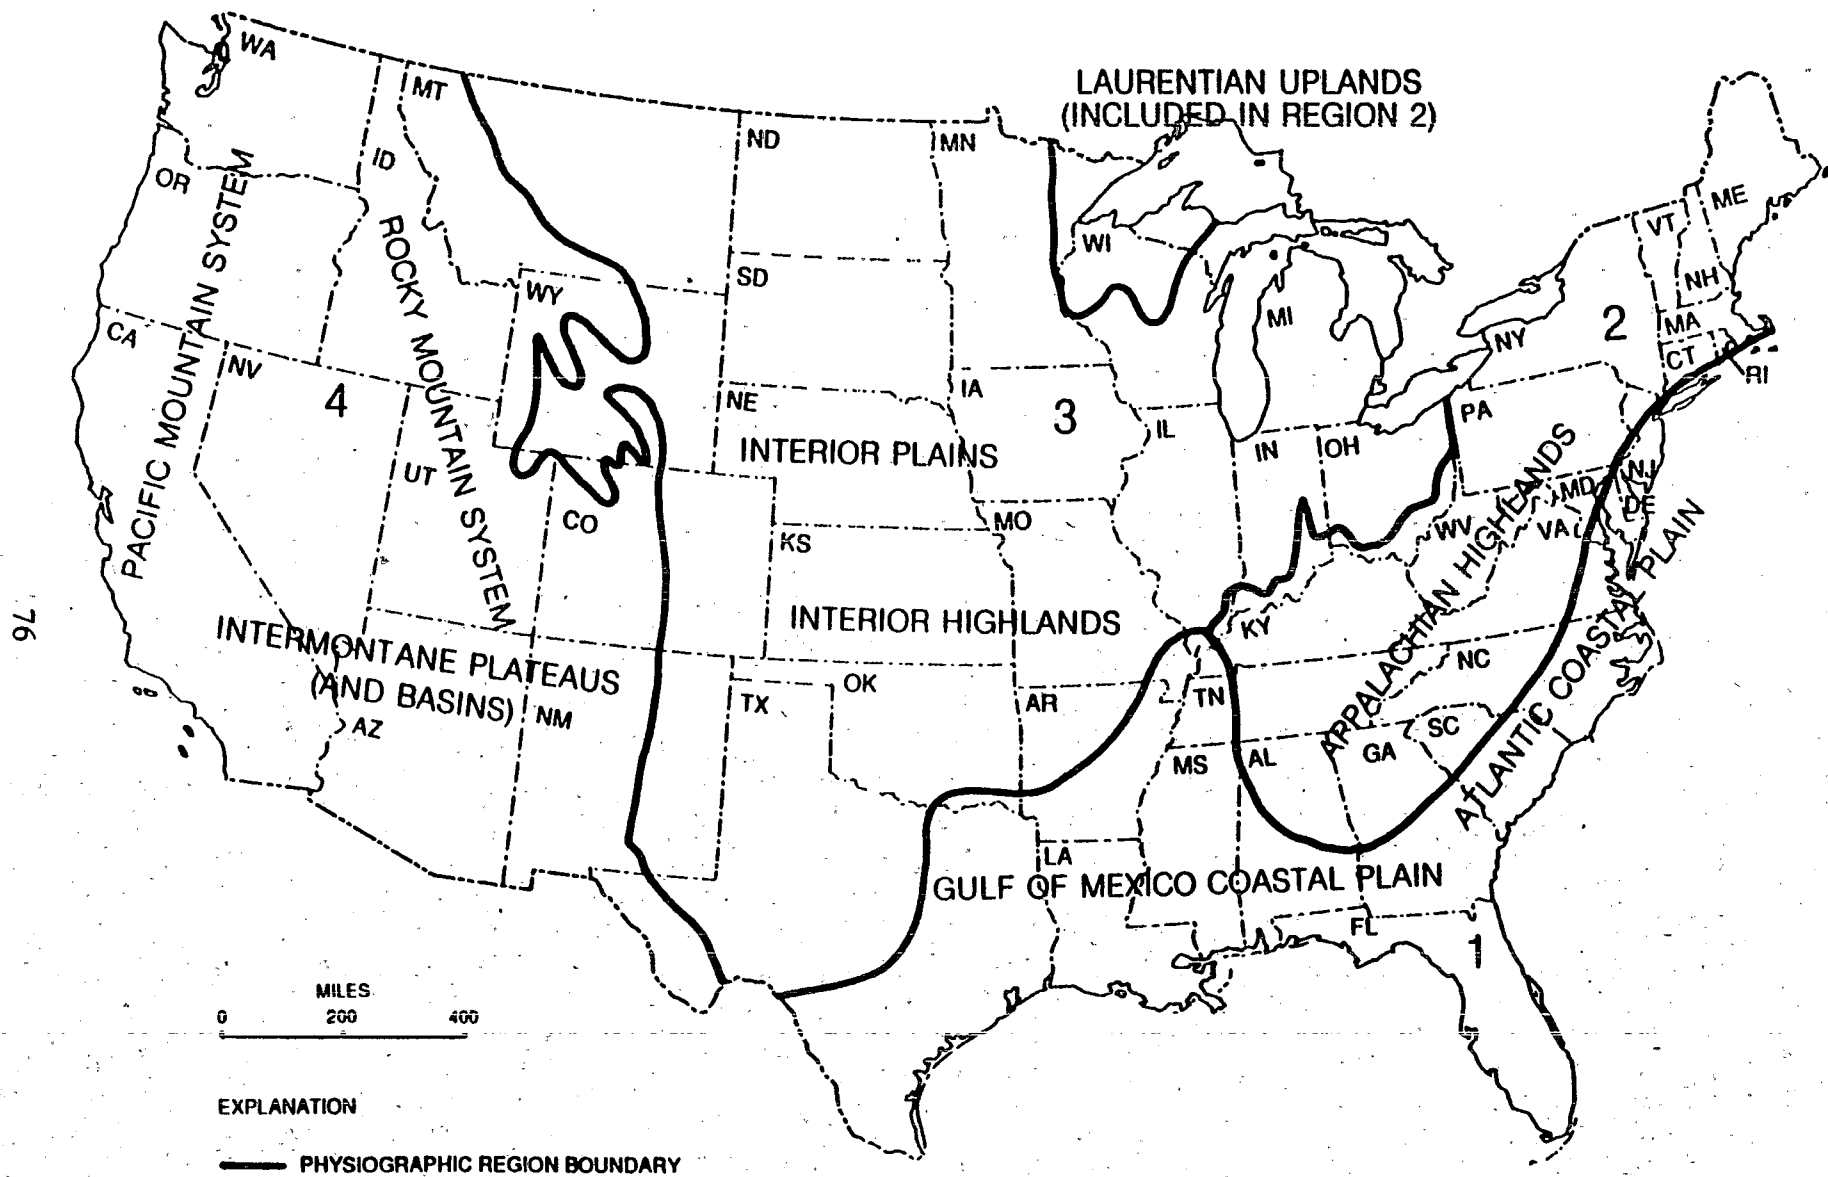 LAURENTIAN UPLANDS
(INCLUDED IN REGION 2)
WA
MT
ND
MN
ID
OR
ME
VT
WI
NH
SD
WY
CA
MI
MA
NY
2
CT
RI
NV
4
PACIFIC MOUNTAIN SYSTEM
ROCKY MOUNTAIN SYSTEM
NE
IA
3
IL
PA
INTERIOR PLAINS
IN
OH
UT
NJ
MD
DE
CO
MO
KS
WV
VA
76
INTERIOR HIGHLANDS
KY
APPALACHIAN HIGHLANDS
ATLANTIC COASTAL PLAIN
INTERMONTANE PLATEAUS
(AND BASINS)
NC
OK
TX
AR
TN
AZ
NM
SC
GA
MS
AL
LA
GULF OF MEXICO COASTAL PLAIN
FL
1
MILES
0 200 400
EXPLANATION
PHYSIOGRAPHIC REGION BOUNDARY